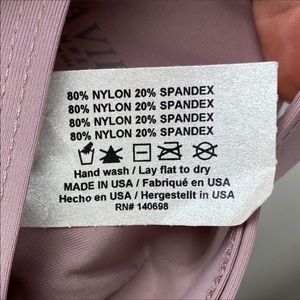 80% NYLON 20% SPANDEX
80% NYLON 20% SPANDEX
80% NYLON 20% SPANDEX
80% NYLON 20% SPANDEX
Hand wash / Lay flat to dry
MADE IN USA / Fabriqué en USA
Hecho en USA / Hergestellt in USA
RN# 140698